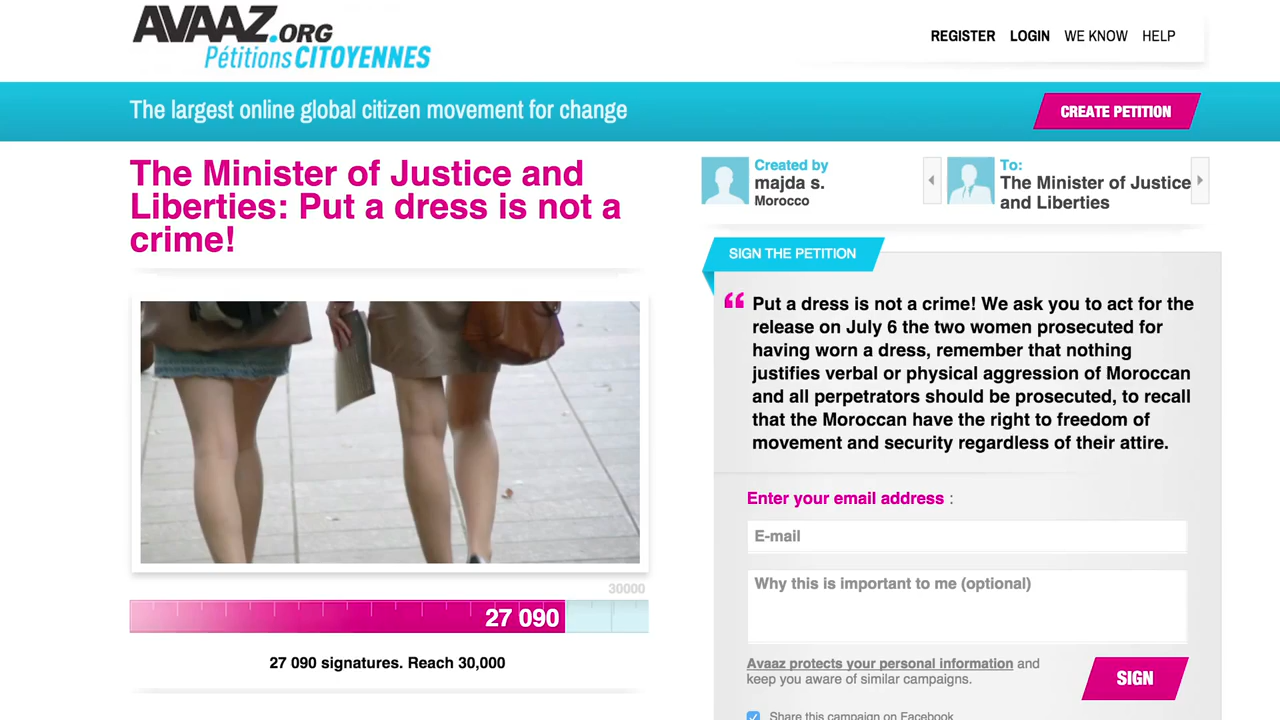 AVAAZ.ORG
Pétitions CITOYENNES
REGISTER LOGIN WE KNOW HELP
The largest online global citizen movement for change
CREATE PETITION
The Minister of Justice and
Liberties: Put a dress is not a
crime!
Created by
majda s.
Morocco
To:
The Minister of Justice
and Liberties
SIGN THE PETITION
Put a dress is not a crime! We ask you to act for the
release on July 6 the two women prosecuted for
having worn a dress, remember that nothing
justifies verbal or physical aggression of Moroccan
and all perpetrators should be prosecuted, to recall
that the Moroccan have the right to freedom of
movement and security regardless of their attire.
Enter your email address :
E-mail
Why this is important to me (optional)
Avaaz protects your personal information and
keep you aware of similar campaigns.
SIGN
Share this campaign on Facebook
30000
27 090
27 090 signatures. Reach 30,000